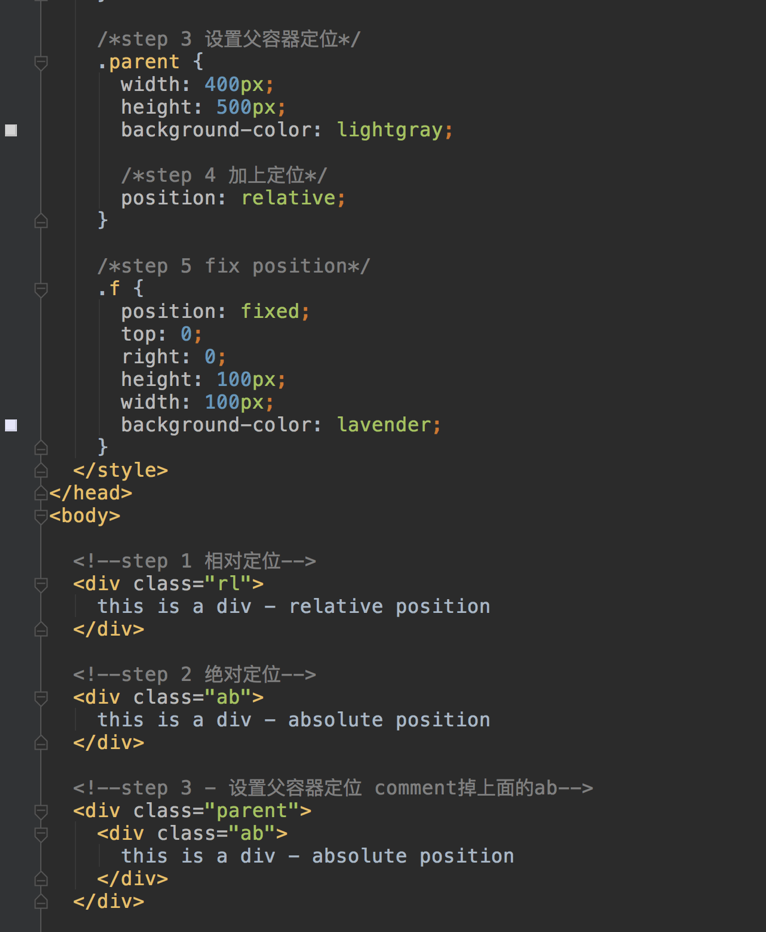 /*step 3 设置父容器定位*/
.parent {
width: 400px;
height: 500px;
background-color: lightgray;
/*step 4 加上定位*/
position: relative;
}
/*step 5 fix position*/
.f {
position: fixed;
top: 0;
right: 0;
height: 100px;
width: 100px;
background-color: lavender;
}
</style>
</head>
<body>
<!--step 1 相对定位-->
<div class="rl">
this is a div - relative position
</div>
<!--step 2 绝对定位-->
<div class="ab">
this is a div - absolute position
</div>
<!--step 3 - 设置父容器定位 comment掉上面的ab-->
<div class="parent">
<div class="ab">
this is a div - absolute position
</div>
</div>